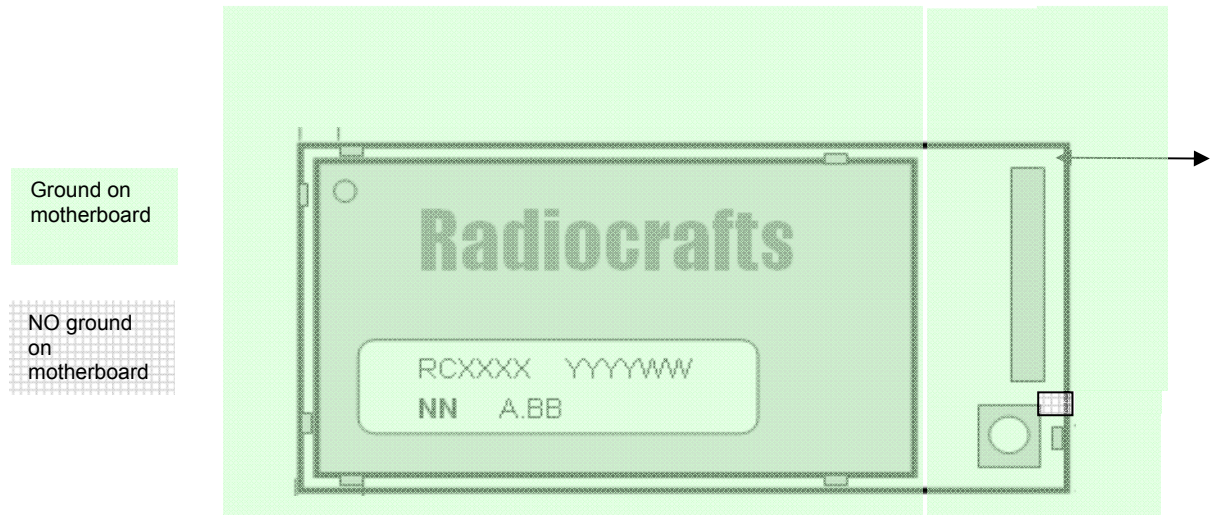 Ground on
motherboard
NO ground
on
motherboard
Radiocrafts
RCXXXX YYYYWW
NN A.BB